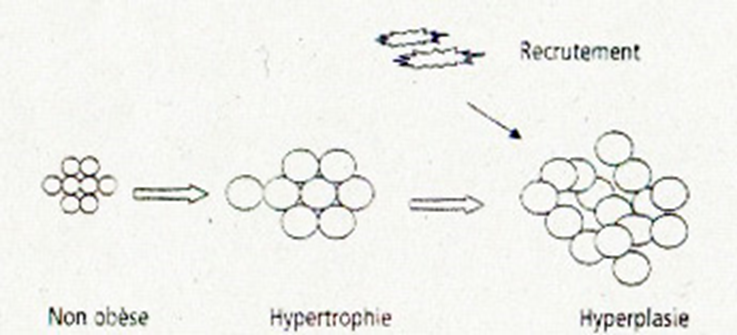 Recrutement
Non obèse
Hypertrophie
Hyperplasie